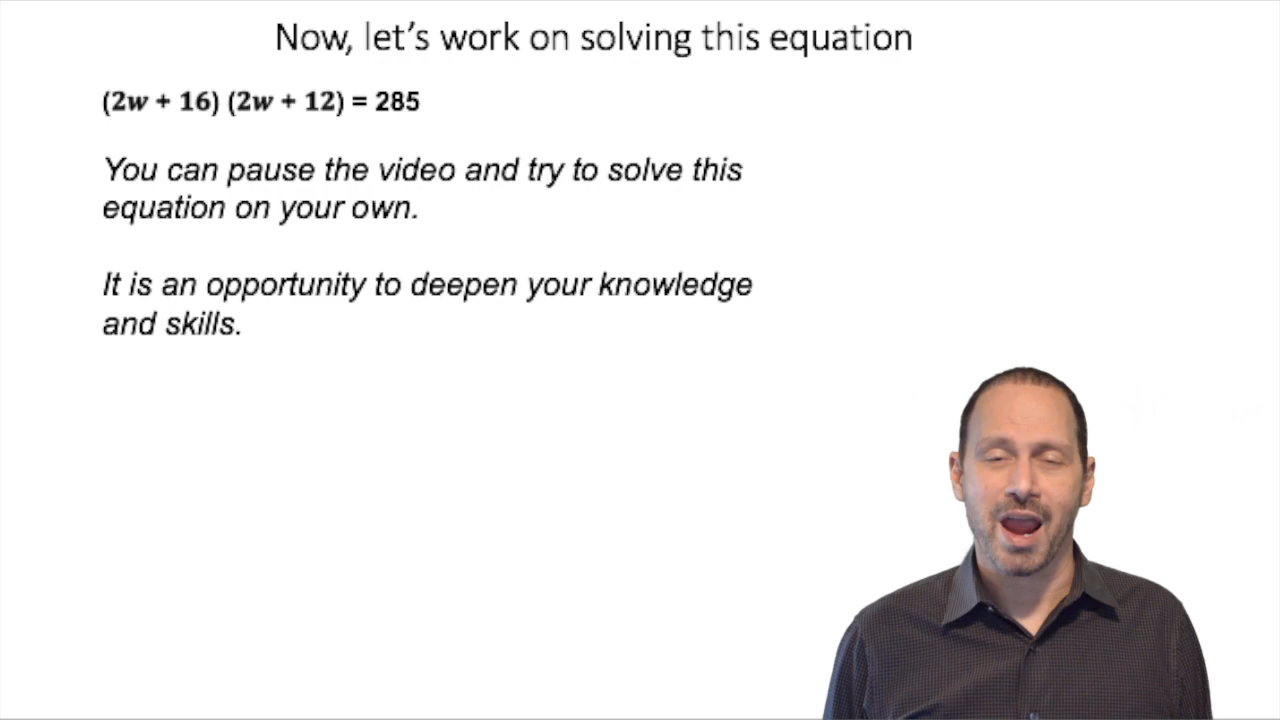 Now, let’s work on solving this equation
(2w + 16) (2w + 12) = 285
You can pause the video and try to solve this
equation on your own.
It is an opportunity to deepen your knowledge
and skills.